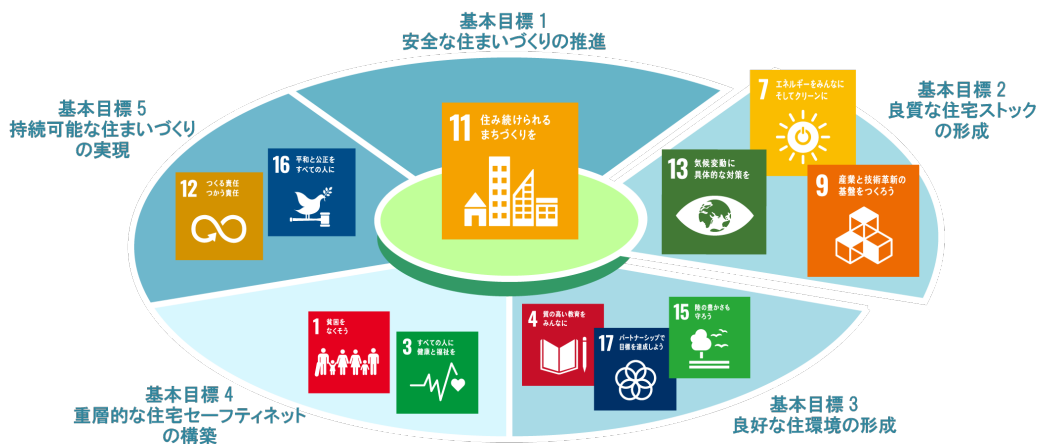 基本目標1
安全な住まいづくりの推進
基本目標2
良質な住宅ストック
の形成
基本目標5
持続可能な住まいづくり
の実現
7 エネルギーをみんなに
そしてクリーンに
11 住み続けられる
まちづくりを
13 気候変動に
具体的な対策を
9 産業と技術革新の
基盤をつくろう
16 平和と公正を
すべての人に
12 つくる責任
つかう責任
1 貧困を
なくそう
3 すべての人に
健康と福祉を
4 質の高い教育を
みんなに
17 パートナーシップで
目標を達成しよう
15 陸の豊かさも
守ろう
基本目標4
重層的な住宅セーフティネット
の構築
基本目標3
良好な住環境の形成